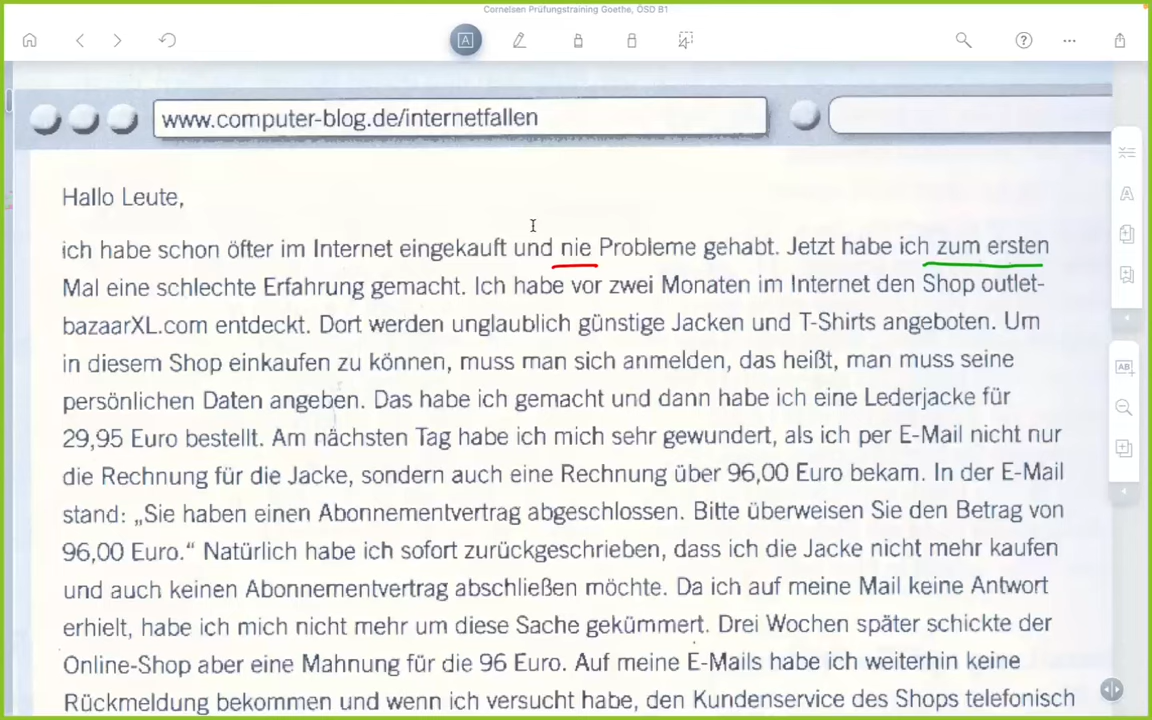 Cornelsen Prüfungstraining Goethe, ÖSD B1
www.computer-blog.de/internetfallen
Hallo Leute,
ich habe schon öfter im Internet eingekauft und nie Probleme gehabt. Jetzt habe ich zum ersten
Mal eine schlechte Erfahrung gemacht. Ich habe vor zwei Monaten im Internet den Shop outlet-
bazaarXL.com entdeckt. Dort werden unglaublich günstige Jacken und T-Shirts angeboten. Um
in diesem Shop einkaufen zu können, muss man sich anmelden, das heißt, man muss seine
persönlichen Daten angeben. Das habe ich gemacht und dann habe ich eine Lederjacke für
29,95 Euro bestellt. Am nächsten Tag habe ich mich sehr gewundert, als ich per E-Mail nicht nur
die Rechnung für die Jacke, sondern auch eine Rechnung über 96,00 Euro bekam. In der E-Mail
stand: „Sie haben einen Abonnementvertrag abgeschlossen. Bitte überweisen Sie den Betrag von
96,00 Euro.“ Natürlich habe ich sofort zurückgeschrieben, dass ich die Jacke nicht mehr kaufen
und auch keinen Abonnementvertrag abschließen möchte. Da ich auf meine Mail keine Antwort
erhielt, habe ich mich nicht mehr um diese Sache gekümmert. Drei Wochen später schickte der
Online-Shop aber eine Mahnung für die 96 Euro. Auf meine E-Mails habe ich weiterhin keine
Rückmeldung bekommen und wenn ich versucht habe, den Kundenservice des Shops telefonisch